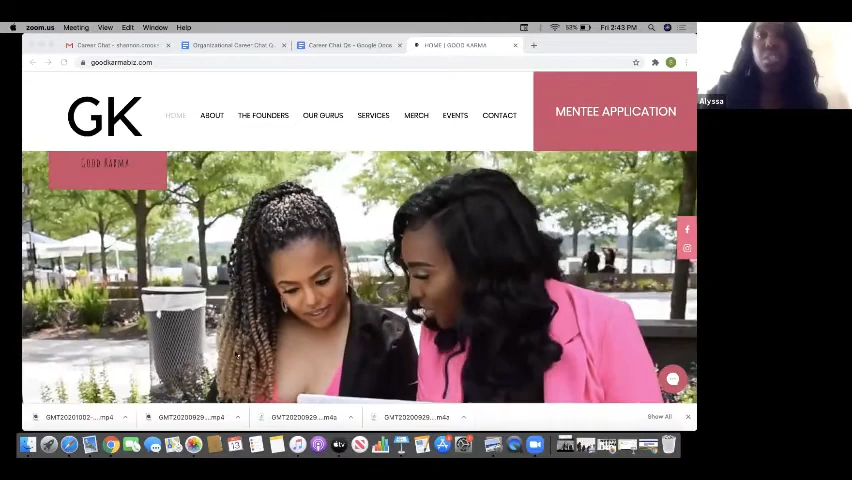 zoom.us Meeting View Edit Window Help 53% Fri 2:43 PM
Career Chat - shannon.crook Organizational Career Chat Q Career Chat Qs - Google Docs HOME | GOOD KARMA
goodkarmabiz.com
Alyssa
GK
HOME ABOUT THE FOUNDERS OUR GURUS SERVICES MERCH EVENTS CONTACT MENTEE APPLICATION
GOOD KARMA
GMT20201002-....mp4 GMT20200929....mp4 GMT20200929....m4a GMT20200929....m4a Show All